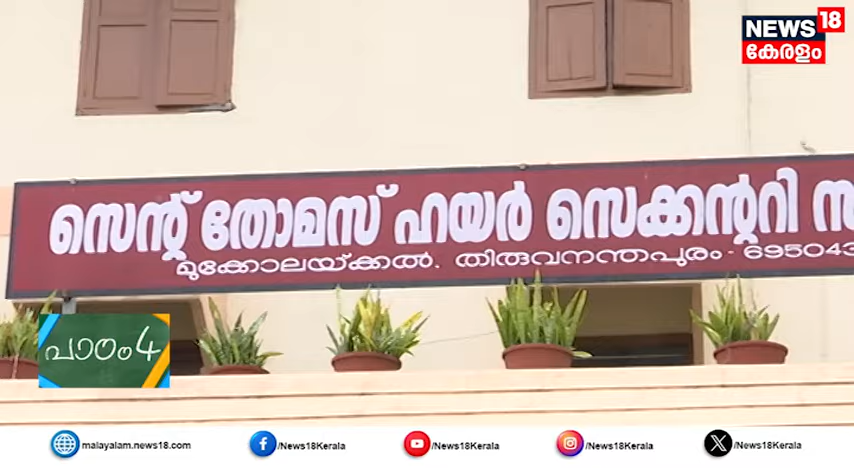 NEWS 18
കേരളം
സെന്റ് തോമസ് ഹയർ സെക്കന്ററി
മുക്കോലയ്ക്കൽ. തിരുവനന്തപുരം - 695043
പാഠം 4
malayalam.news18.com /News18Kerala /News18Kerala /News18Kerala /News18Kerala